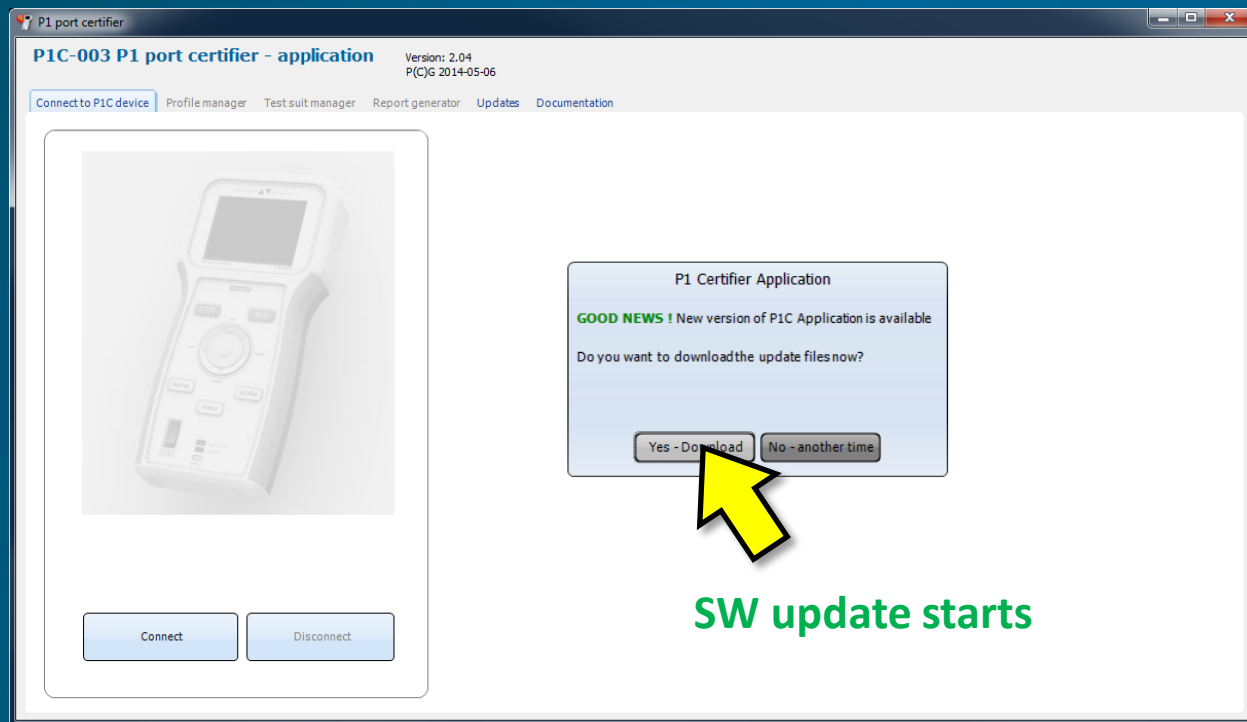 P1 port certifier
P1C-003 P1 port certifier - application
Version: 2.04
P(C)G 2014-05-06
Connect to P1C device Profile manager Test suit manager Report generator Updates Documentation
P1 Certifier Application
GOOD NEWS ! New version of P1C Application is available
Do you want to download the update files now?
Yes - Download No - another time
SW update starts
Connect Disconnect